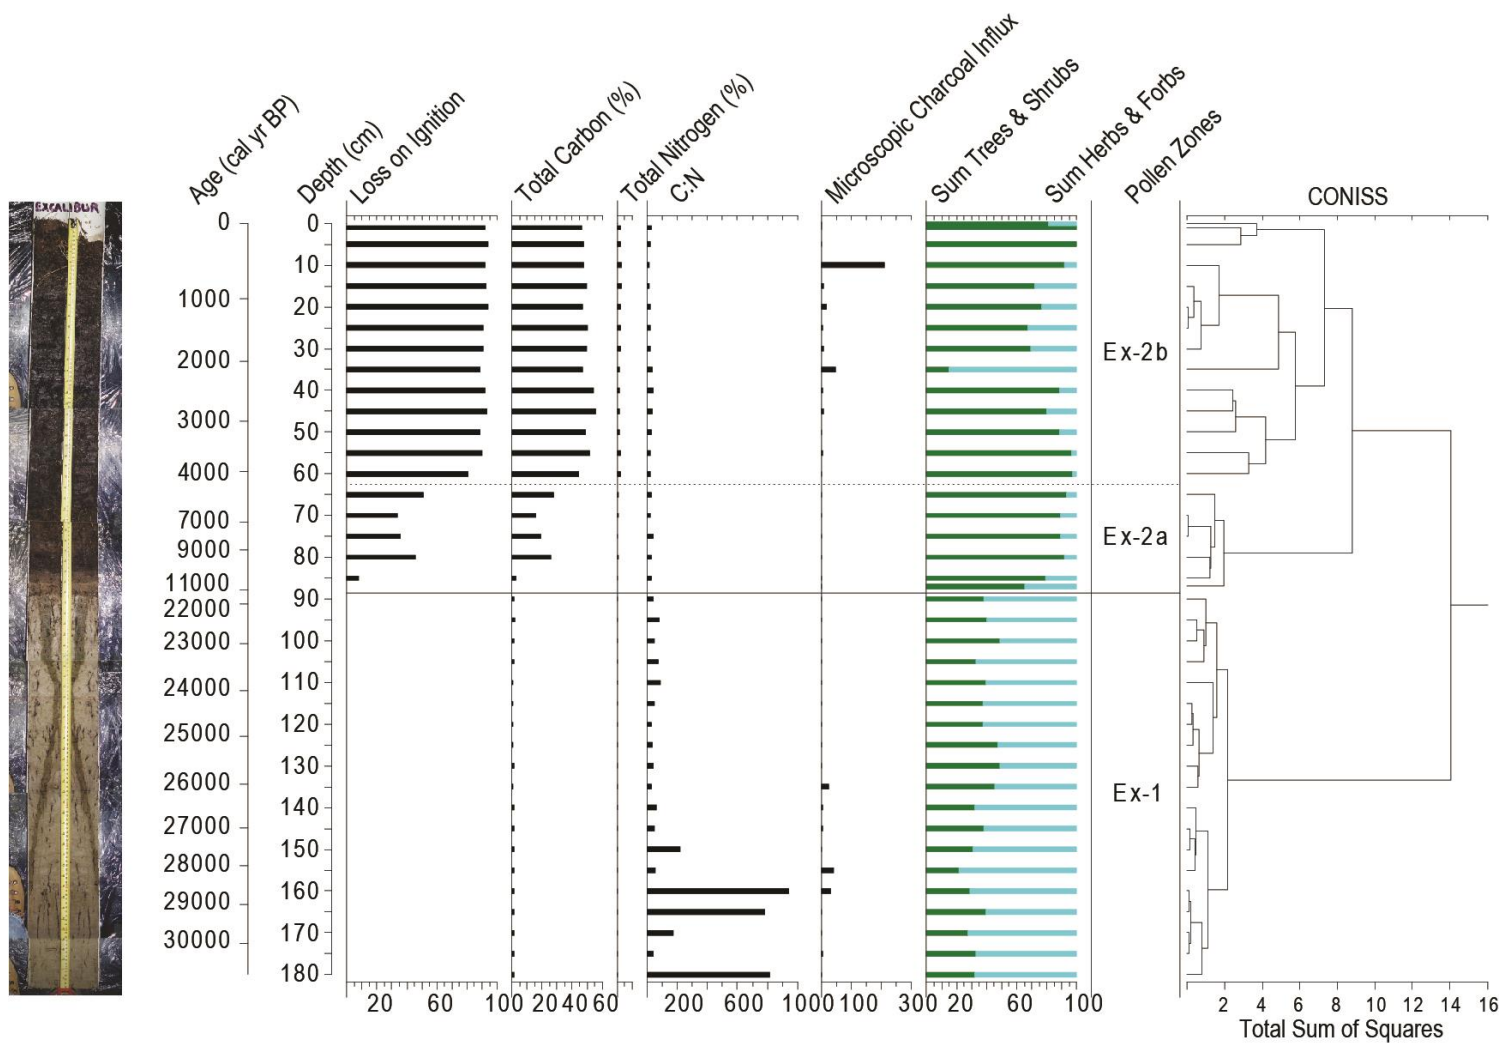 EXCALIBUR
Age (cal yr BP)
Depth (cm)
Loss on Ignition
Total Carbon (%)
Total Nitrogen (%)
C:N
Microscopic Charcoal Influx
Sum Trees & Shrubs
Sum Herbs & Forbs
Pollen Zones
CONISS
0
1000
2000
3000
4000
7000
9000
11000
22000
23000
24000
25000
26000
27000
28000
29000
30000
0
10
20
30
40
50
60
70
80
90
100
110
120
130
140
150
160
170
180
Ex-2b
Ex-2a
Ex-1
20 60 100
20 40 60
200 600 1000
100 300
20 60 100
2 4 6 8 10 12 14 16
Total Sum of Squares